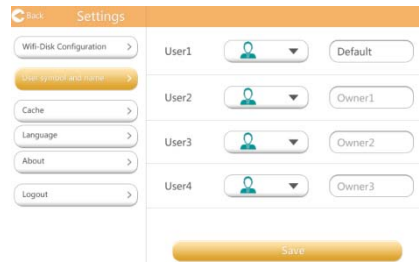 Back Settings
Wifi-Disk Configuration >
User symbols and name >
Cache >
Language >
About >
Logout >
User1 Default
User2 Owner1
User3 Owner2
User4 Owner3
Save